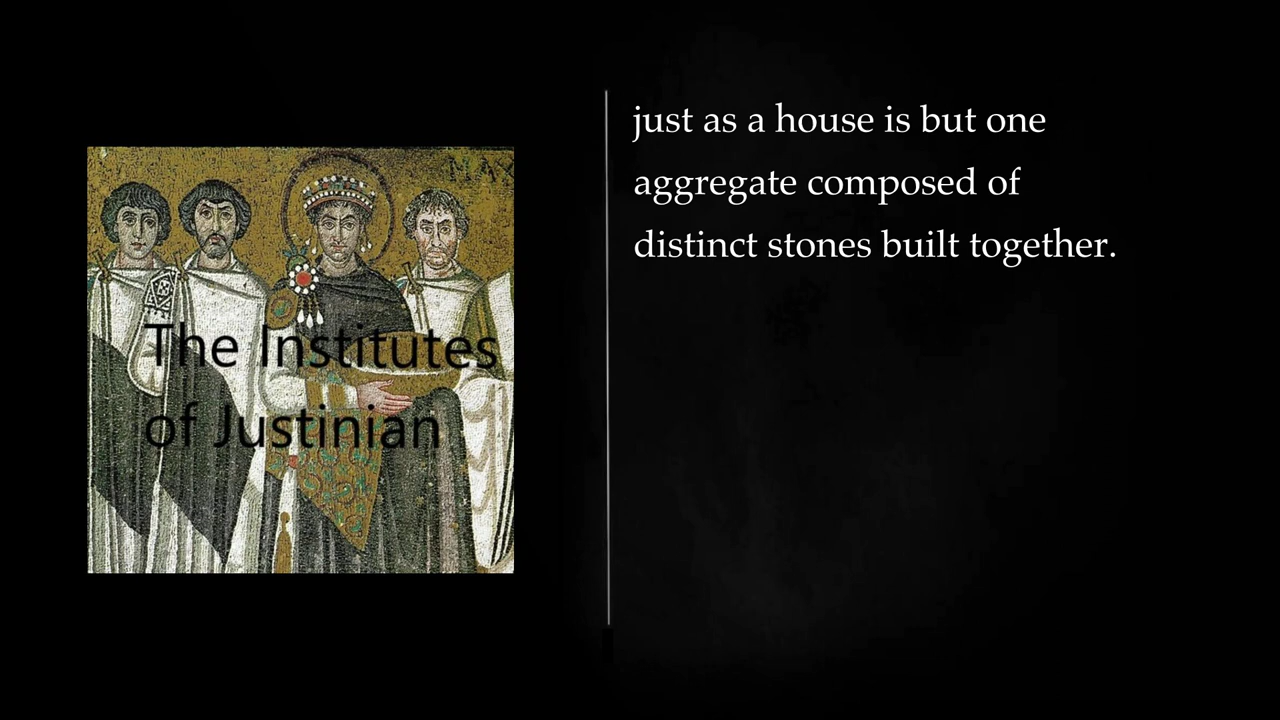 The Institutes
of Justinian
just as a house is but one
aggregate composed of
distinct stones built together.